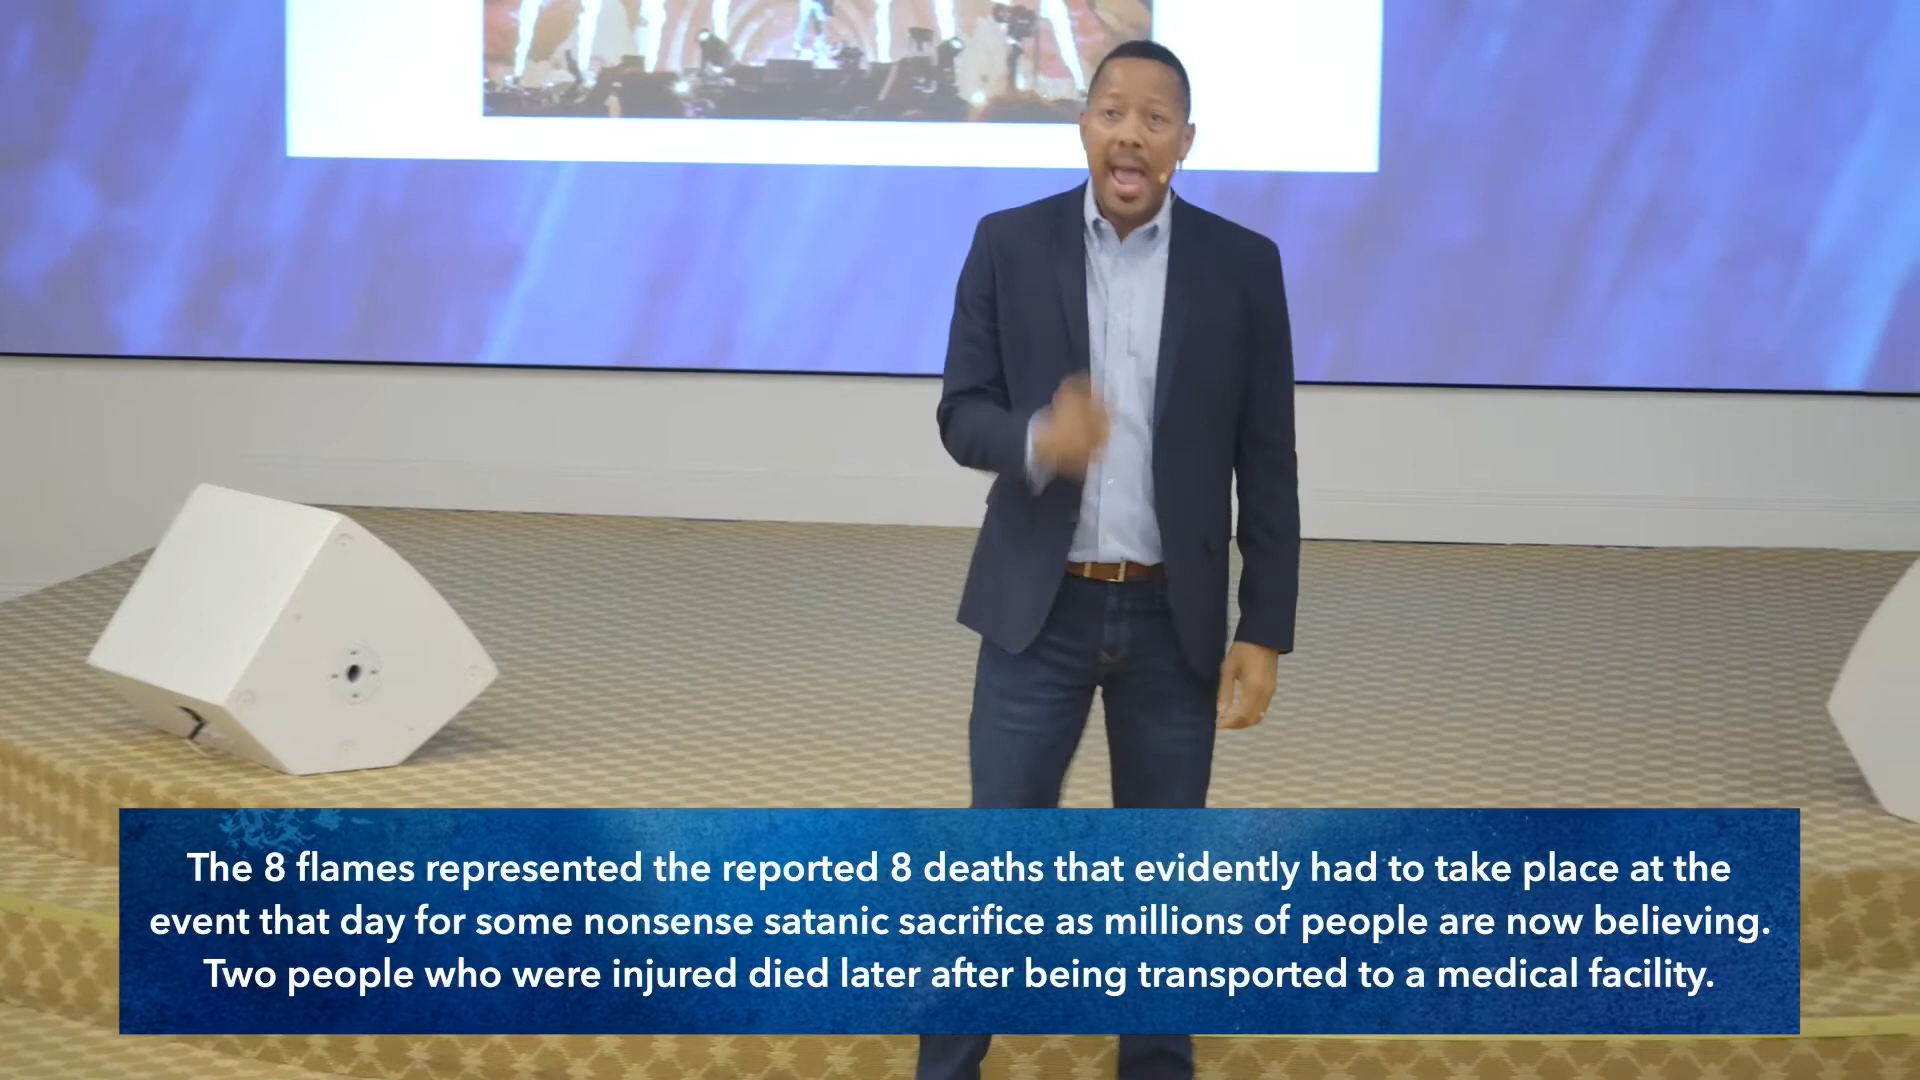 The 8 flames represented the reported 8 deaths that evidently had to take place at the
event that day for some nonsense satanic sacrifice as millions of people are now believing.
Two people who were injured died later after being transported to a medical facility.